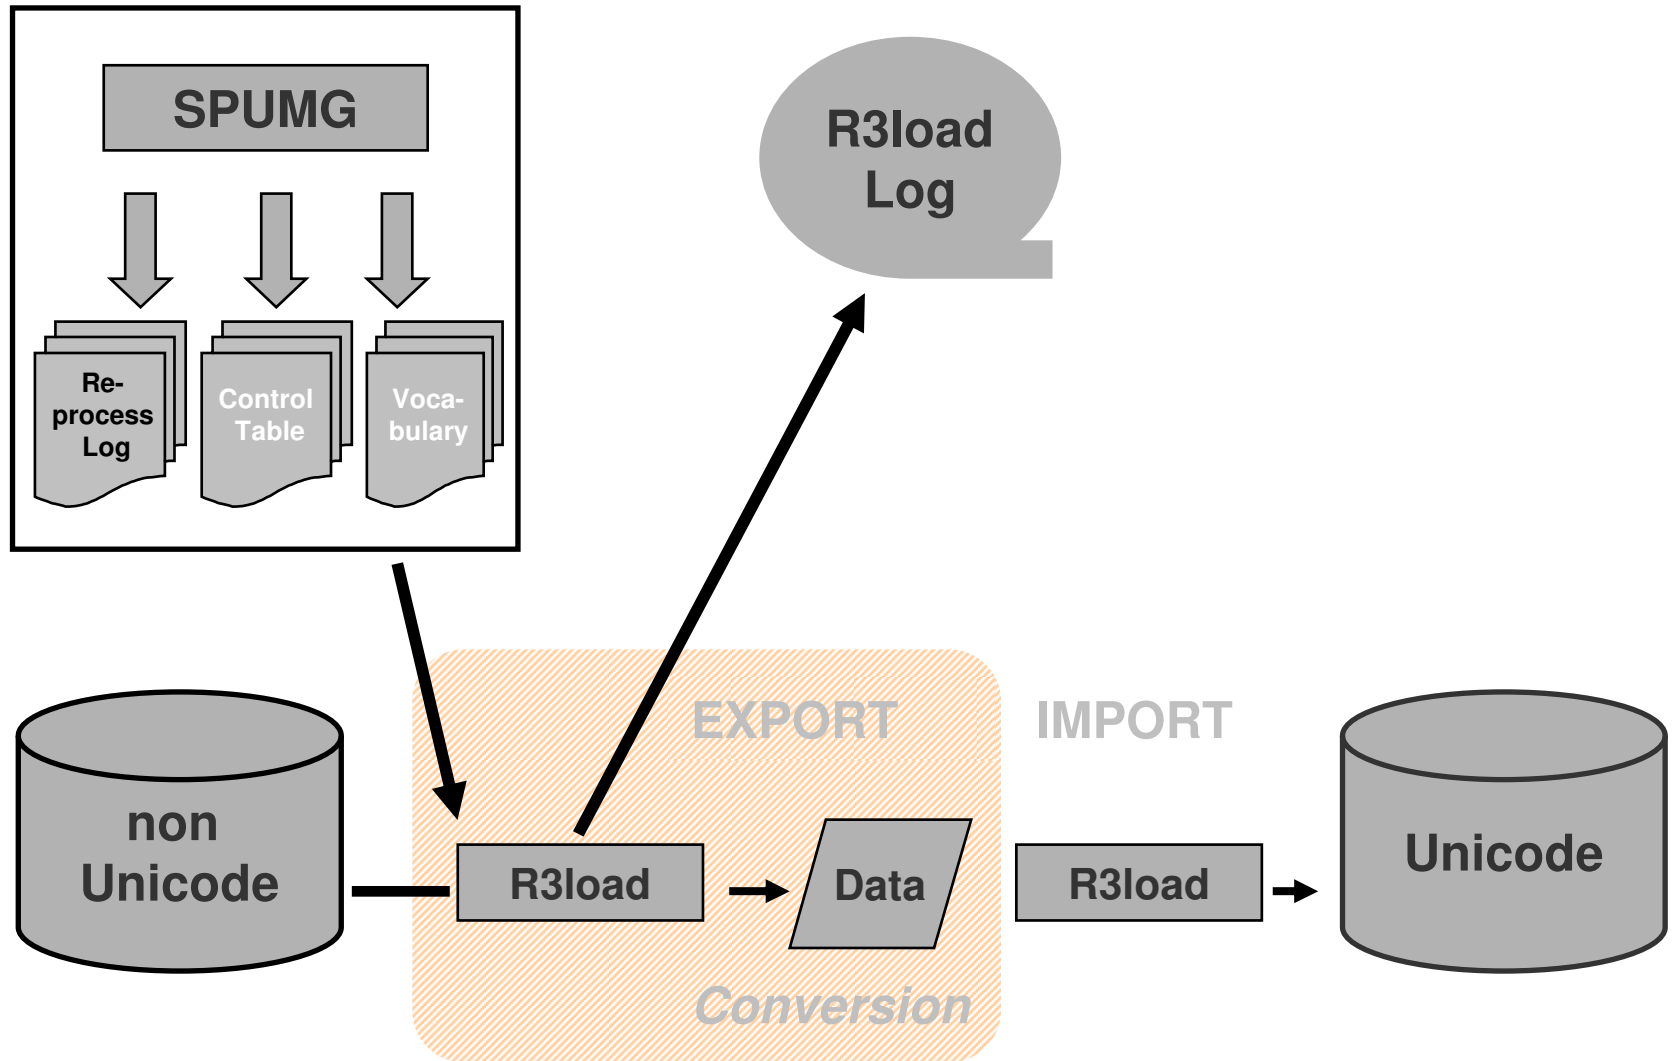 SPUMG
Re-
process
Log
Control
Table
Voca-
bulary
R3load
Log
EXPORT
IMPORT
non
Unicode
R3load
Data
R3load
Unicode
Conversion